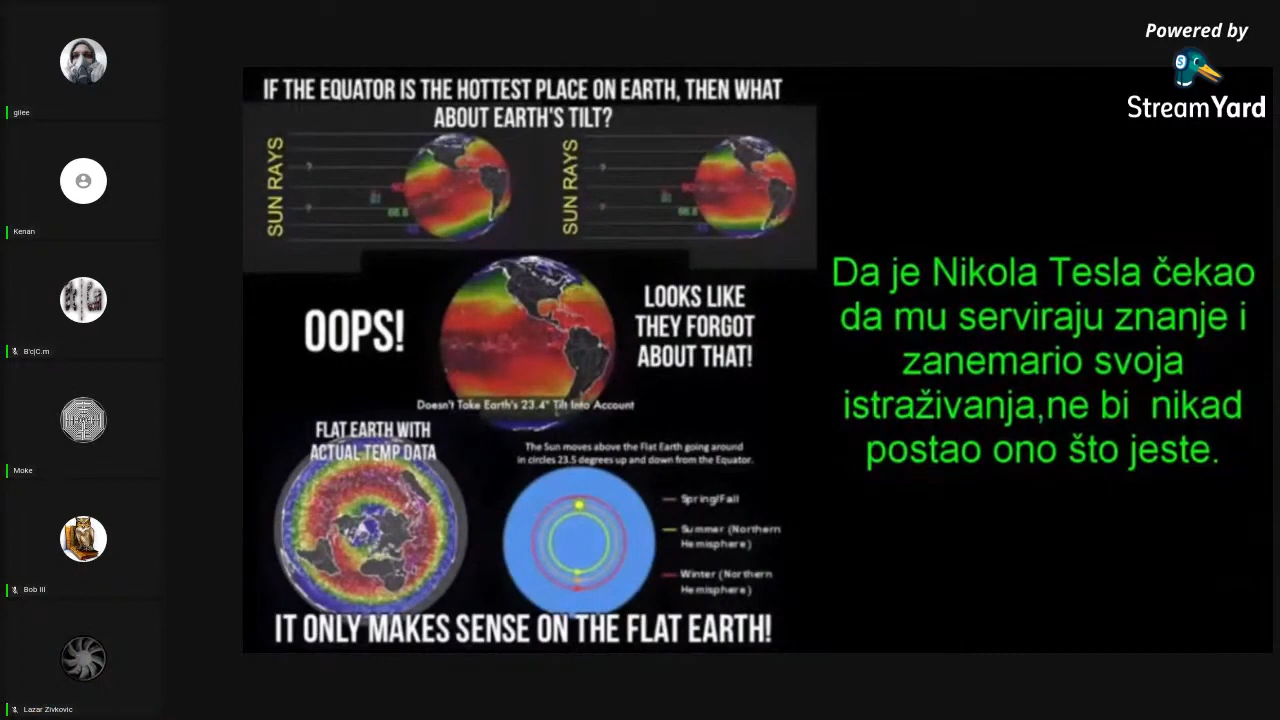 Powered by
StreamYard
gilee
Kenan
B'c|C.m
Moke
Bob III
Lazar Zivkovic
IF THE EQUATOR IS THE HOTTEST PLACE ON EARTH, THEN WHAT
ABOUT EARTH'S TILT?
SUN RAYS
?
?
66.6
SUN RAYS
?
?
66.6
OOPS!
LOOKS LIKE
THEY FORGOT
ABOUT THAT!
Doesn't Take Earth's 23.4° Tilt Into Account
FLAT EARTH WITH
ACTUAL TEMP DATA
The Sun moves above the Flat Earth going around
in circles 23.5 degrees up and down from the Equator.
Spring/Fall
Summer (Northern
Hemisphere)
Winter (Northern
Hemisphere)
IT ONLY MAKES SENSE ON THE FLAT EARTH!
Da je Nikola Tesla čekao
da mu serviraju znanje i
zanemario svoja
istraživanja,ne bi nikad
postao ono što jeste.